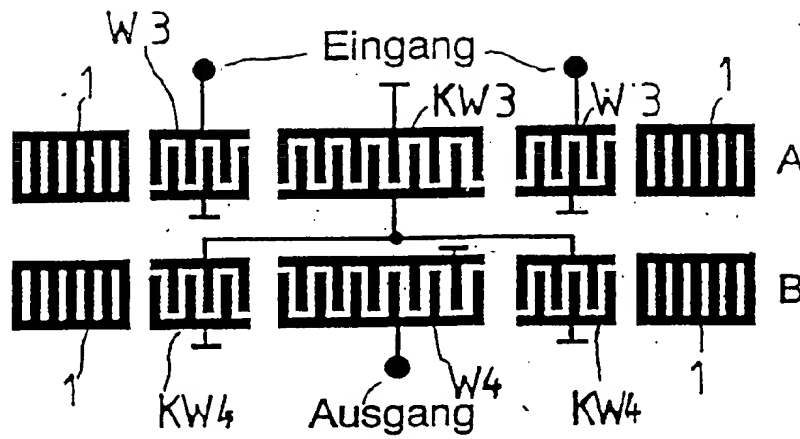 W3 Eingang
1 KW3 W3 1
A
B
1 KW4 Ausgang W4 KW4 1